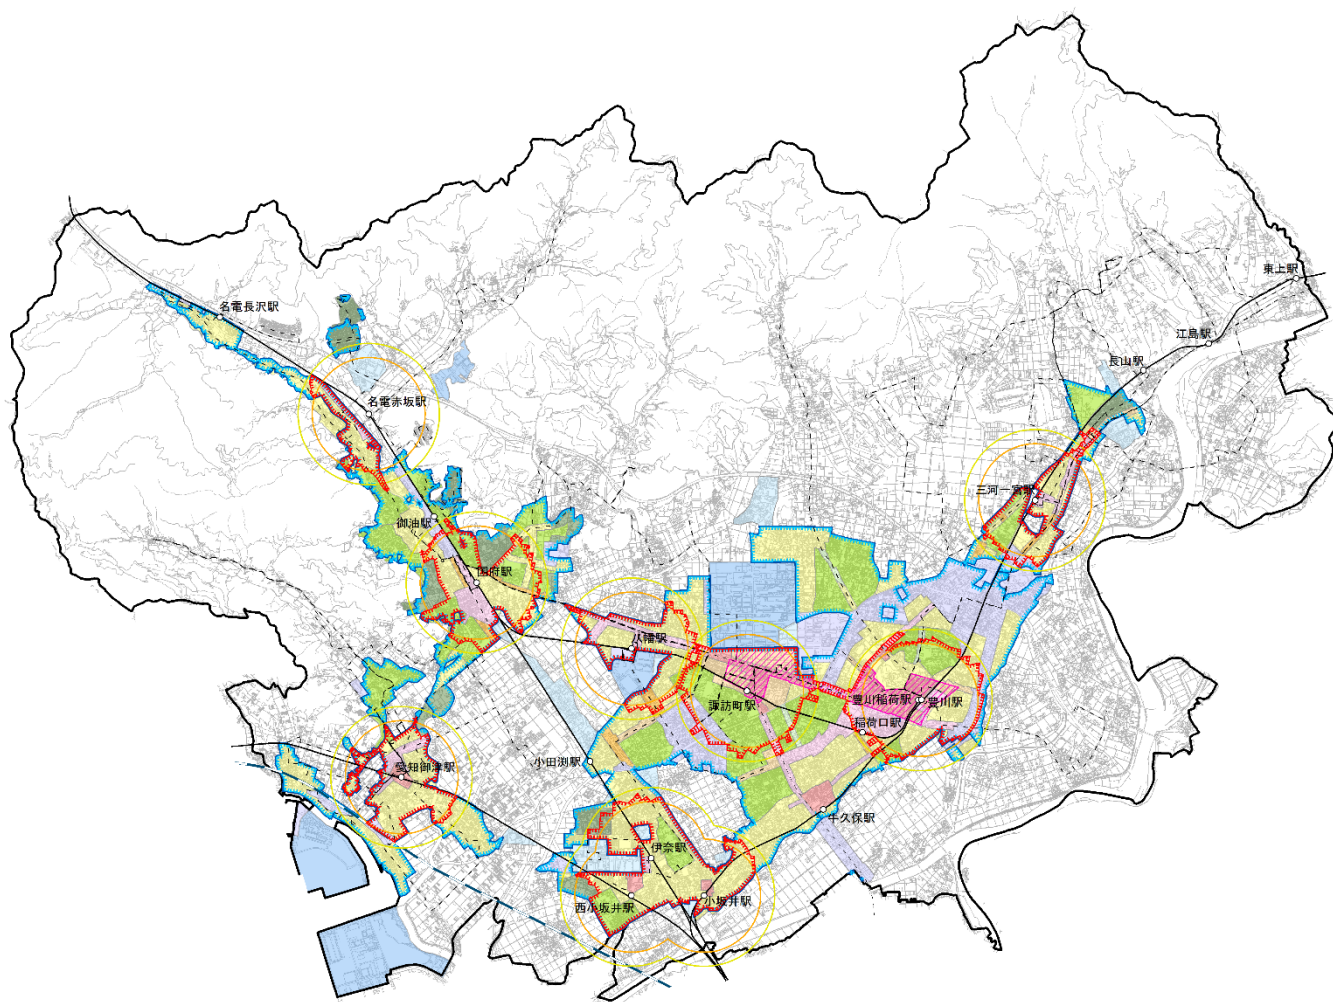 東上駅
名電長沢駅
江島駅
長山駅
名電赤坂駅
三河一宮駅
御油駅
国府駅
八幡駅
諏訪町駅
豊川稲荷駅
豊川駅
稲荷口駅
愛知御津駅
小田渕駅
牛久保駅
伊奈駅
西小坂井駅
小坂井駅